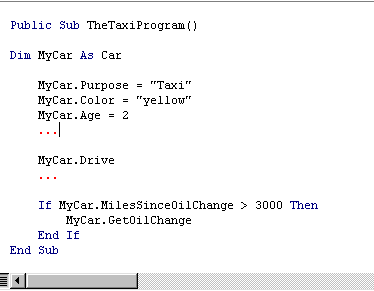 Public Sub TheTaxiProgram()
Dim MyCar As Car
MyCar.Purpose = "Taxi"
MyCar.Color = "yellow"
MyCar.Age = 2
...
MyCar.Drive
...
If MyCar.MilesSinceOilChange > 3000 Then
MyCar.GetOilChange
End If
End Sub